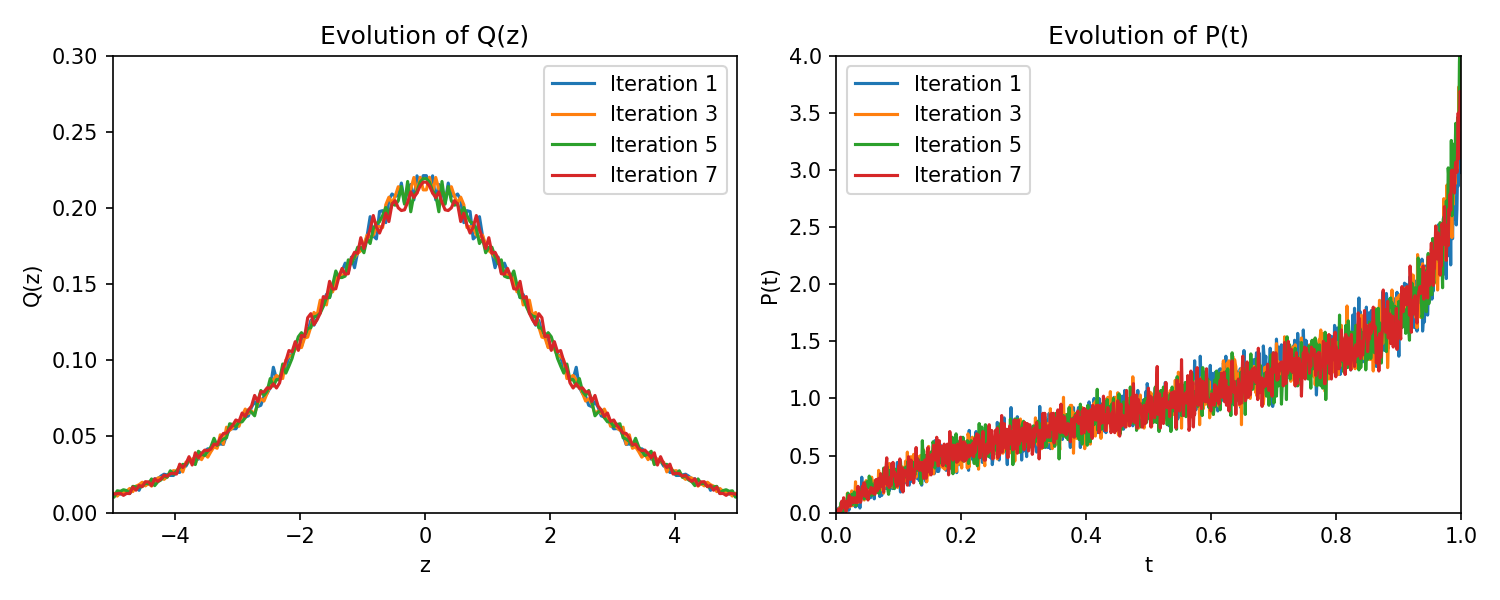 Evolution of Q(z)
Q(z)
0.30
0.25
0.20
0.15
0.10
0.05
0.00
Iteration 1
Iteration 3
Iteration 5
Iteration 7
−4
−2
0
2
4
z
Evolution of P(t)
P(t)
4.0
3.5
3.0
2.5
2.0
1.5
1.0
0.5
0.0
Iteration 1
Iteration 3
Iteration 5
Iteration 7
0.0
0.2
0.4
0.6
0.8
1.0
t